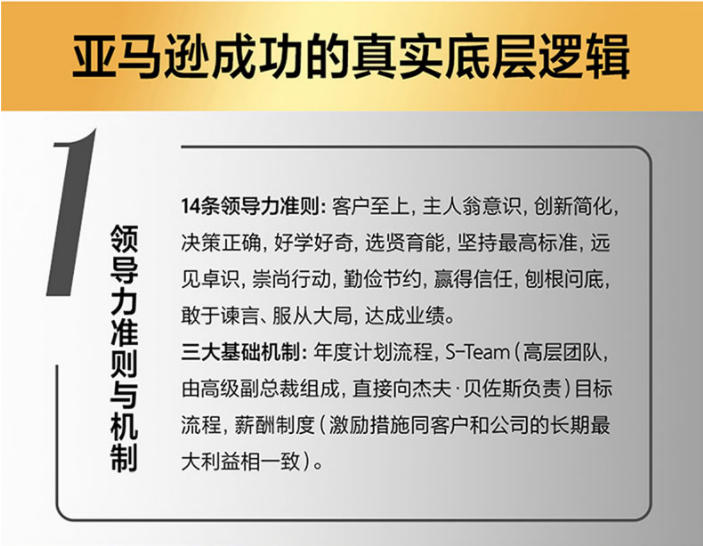 亚马逊成功的真实底层逻辑
1
领导力准则与机制
14条领导力准则：客户至上，主人翁意识，创新简化，
决策正确，好学好奇，选贤育能，坚持最高标准，远
见卓识，崇尚行动，勤俭节约，赢得信任，刨根问底，
敢于谏言、服从大局，达成业绩。
三大基础机制：年度计划流程，S-Team（高层团队，
由高级副总裁组成，直接向杰夫·贝佐斯负责）目标
流程，薪酬制度（激励措施同客户和公司的长期最
大利益相一致）。